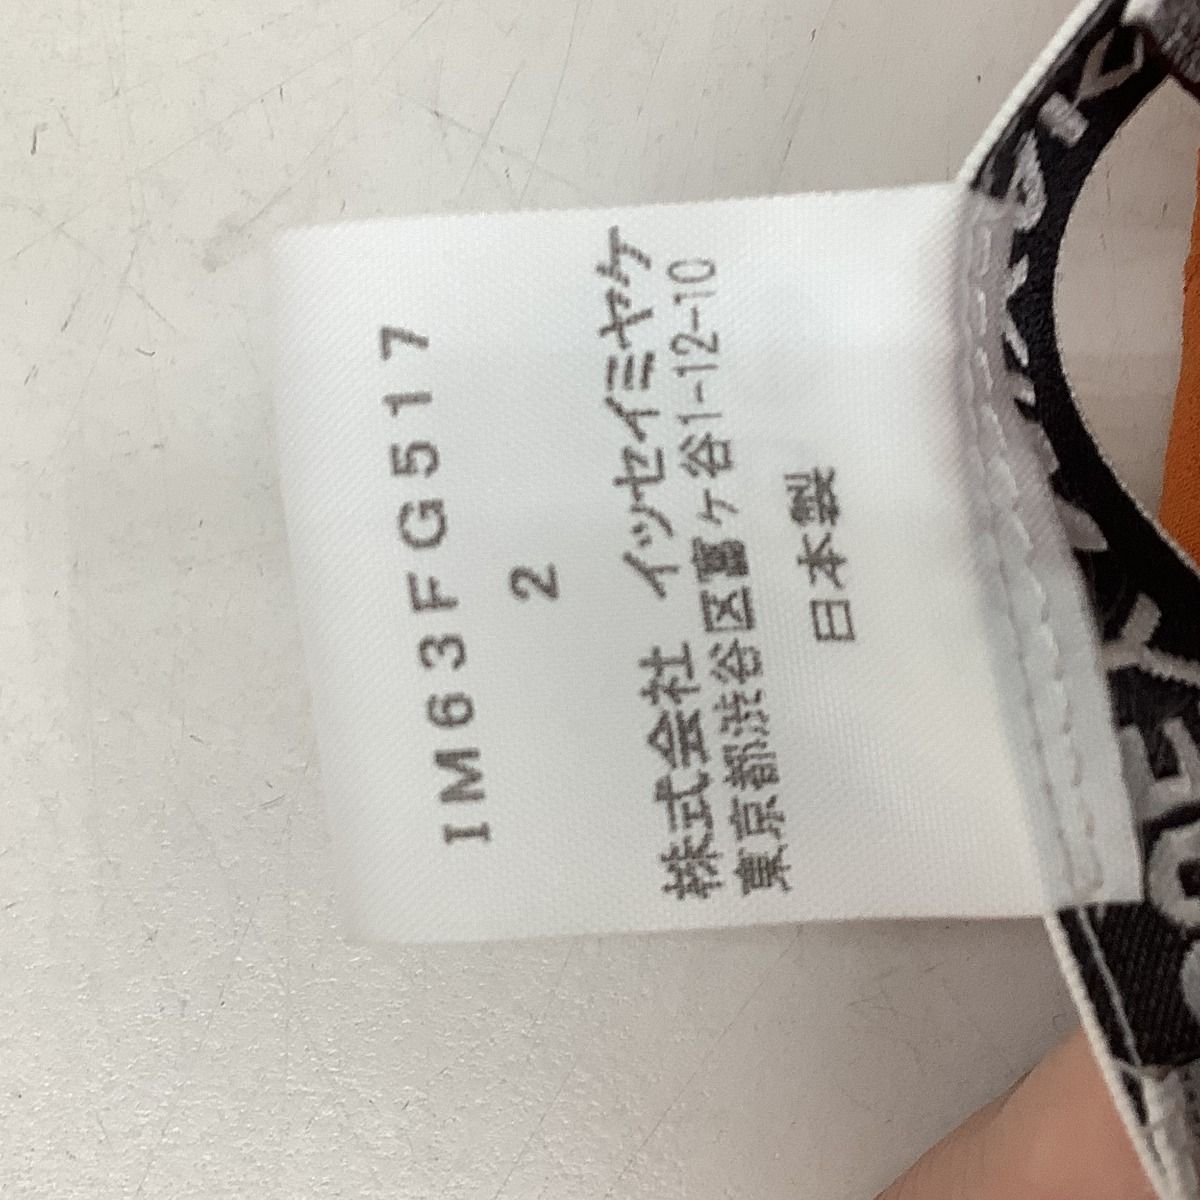 IM63FG517
2
株式会社 イッセイミヤケ
東京都渋谷区富ヶ谷1-12-10
日本製